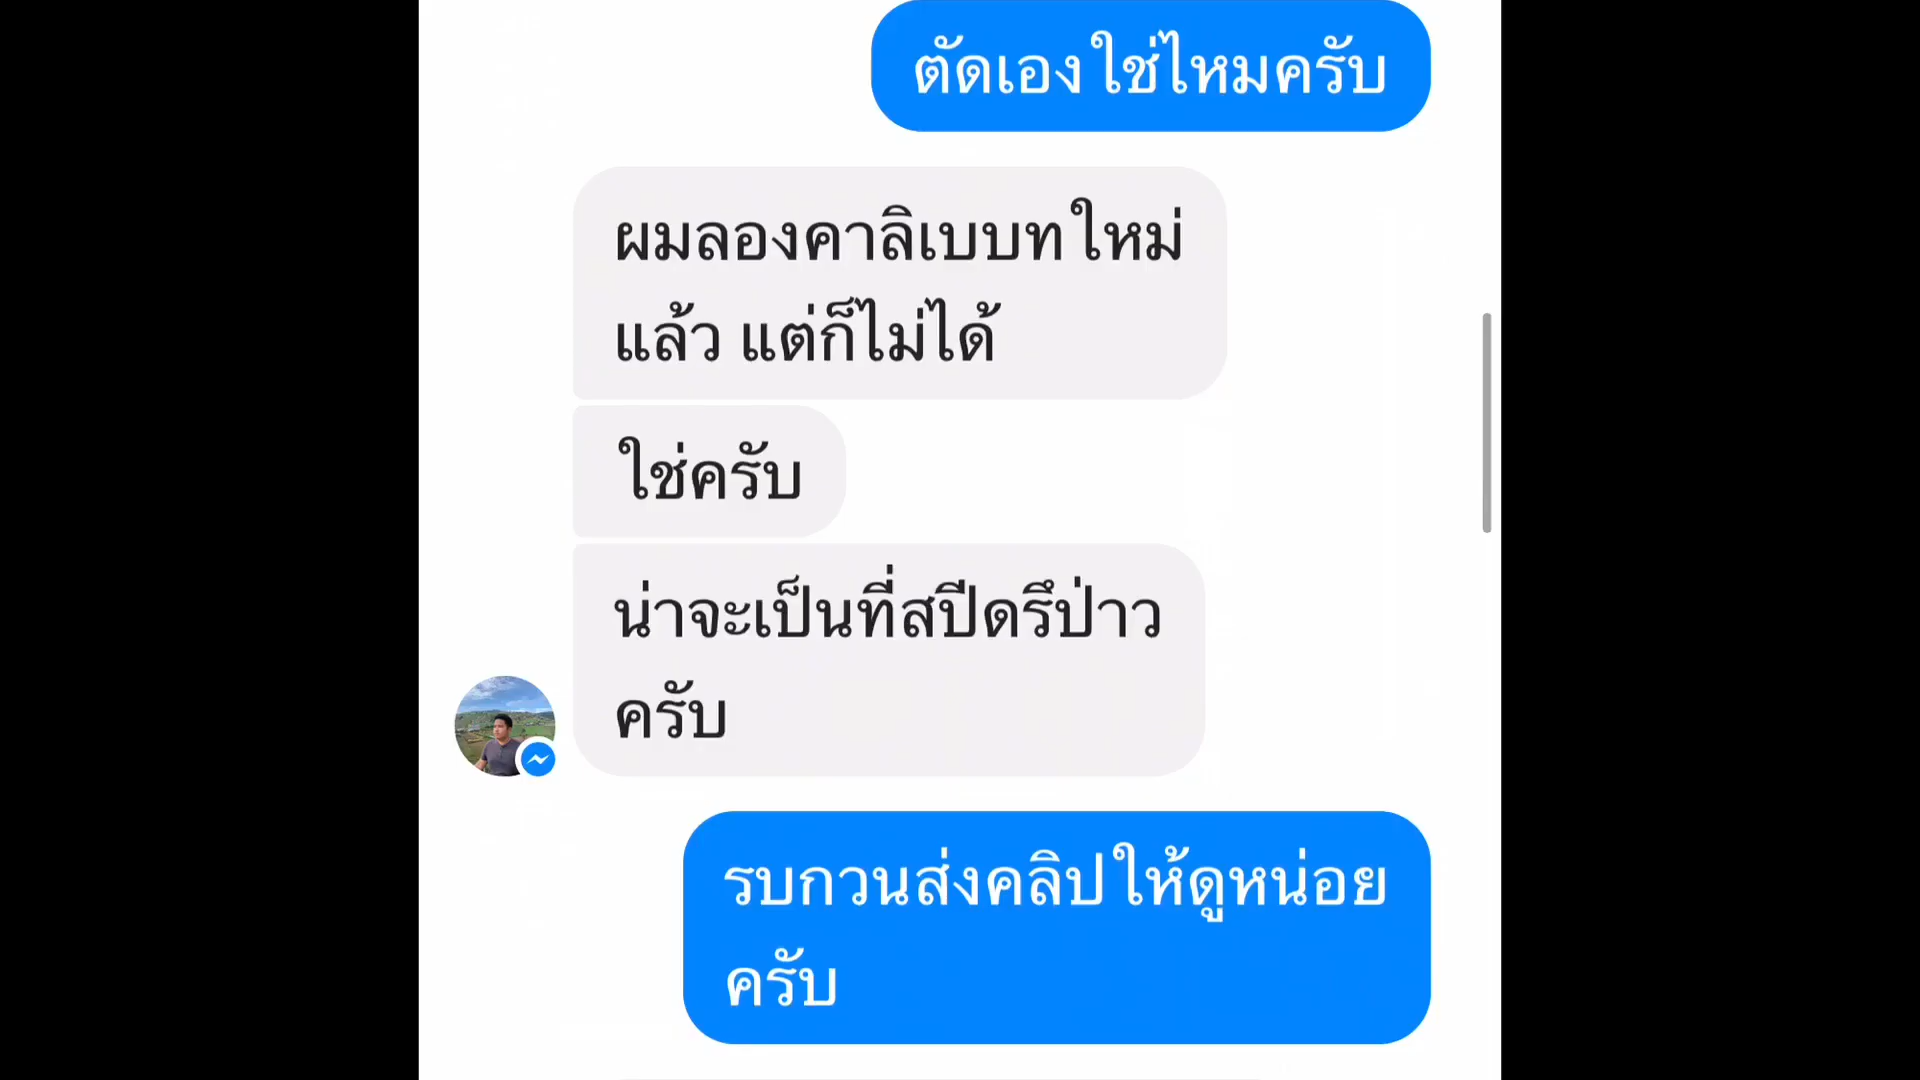 ตัดเองใช่ไหมครับ
ผมลองคาลิเบบทใหม่
แล้ว แต่ก็ไม่ได้
ใช่ครับ
น่าจะเป็นที่สปีดรึป่าว
ครับ
รบกวนส่งคลิปให้ดูหน่อย
ครับ